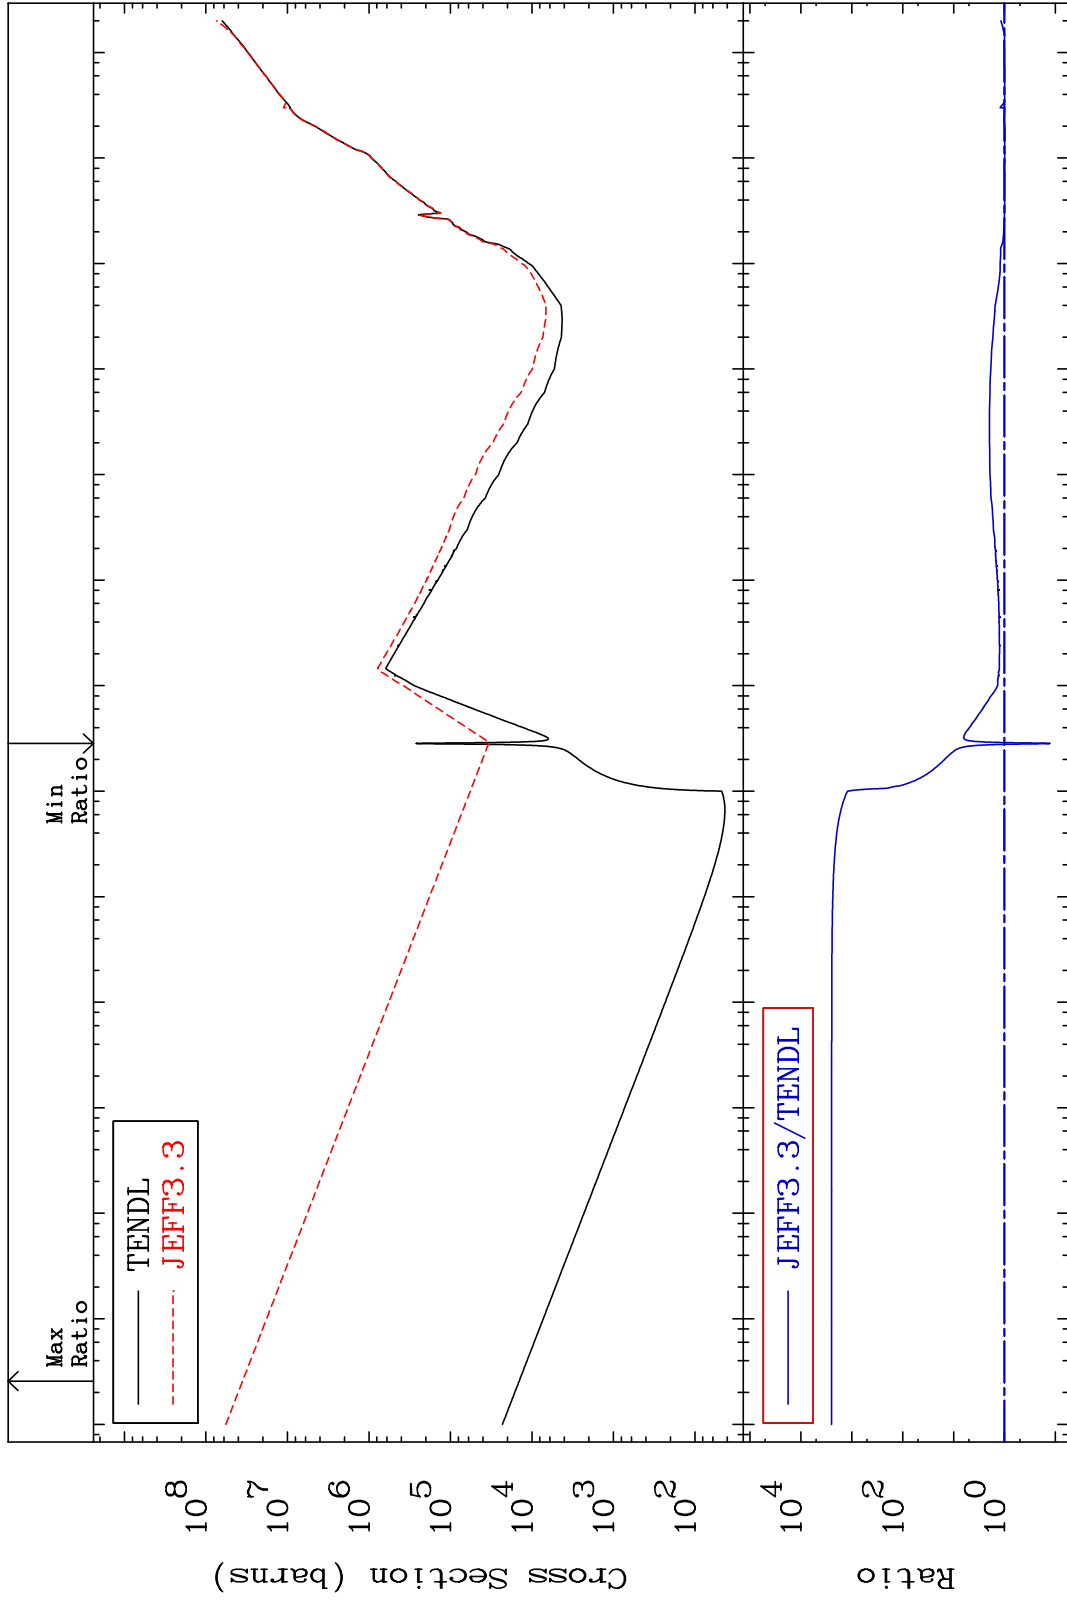 Max
Ratio
Min
Ratio
TENDL
JEFF3.3
10 8
10 7
10 6
10 5
10 4
10 3
10 2
Cross Section (barns)
JEFF3.3/TENDL
10 4
10 2
10 0
Ratio